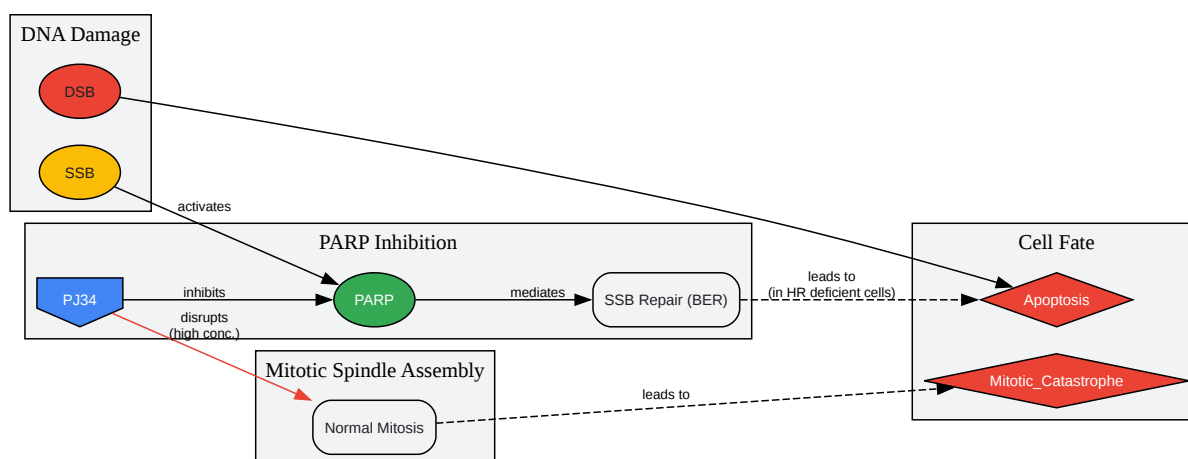 DNA Damage
DSB
SSB
activates
PARP Inhibition
PJ34
inhibits
PARP
mediates
SSB Repair (BER)
leads to
(in HR deficient cells)
Cell Fate
Apoptosis
disrupts
(high conc.)
Mitotic Spindle Assembly
Normal Mitosis
leads to
Mitotic_Catastrophe